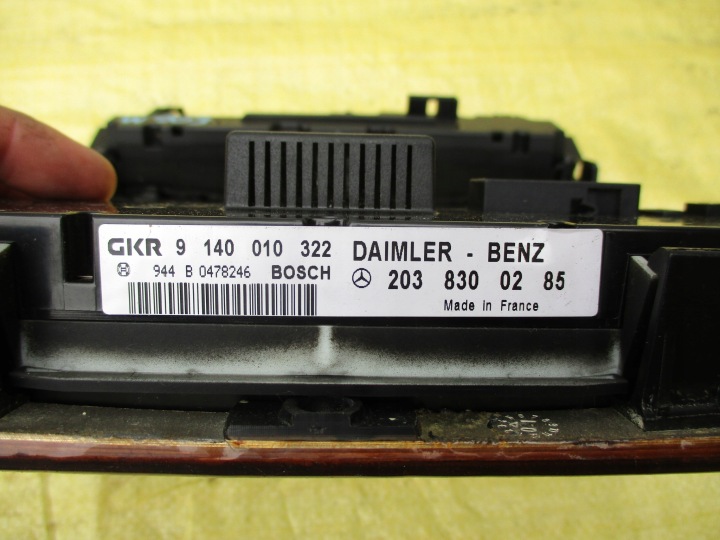 GKR 9 140 010 322 DAIMLER - BENZ
944 B 0478246 BOSCH 203 830 02 85
Made in France